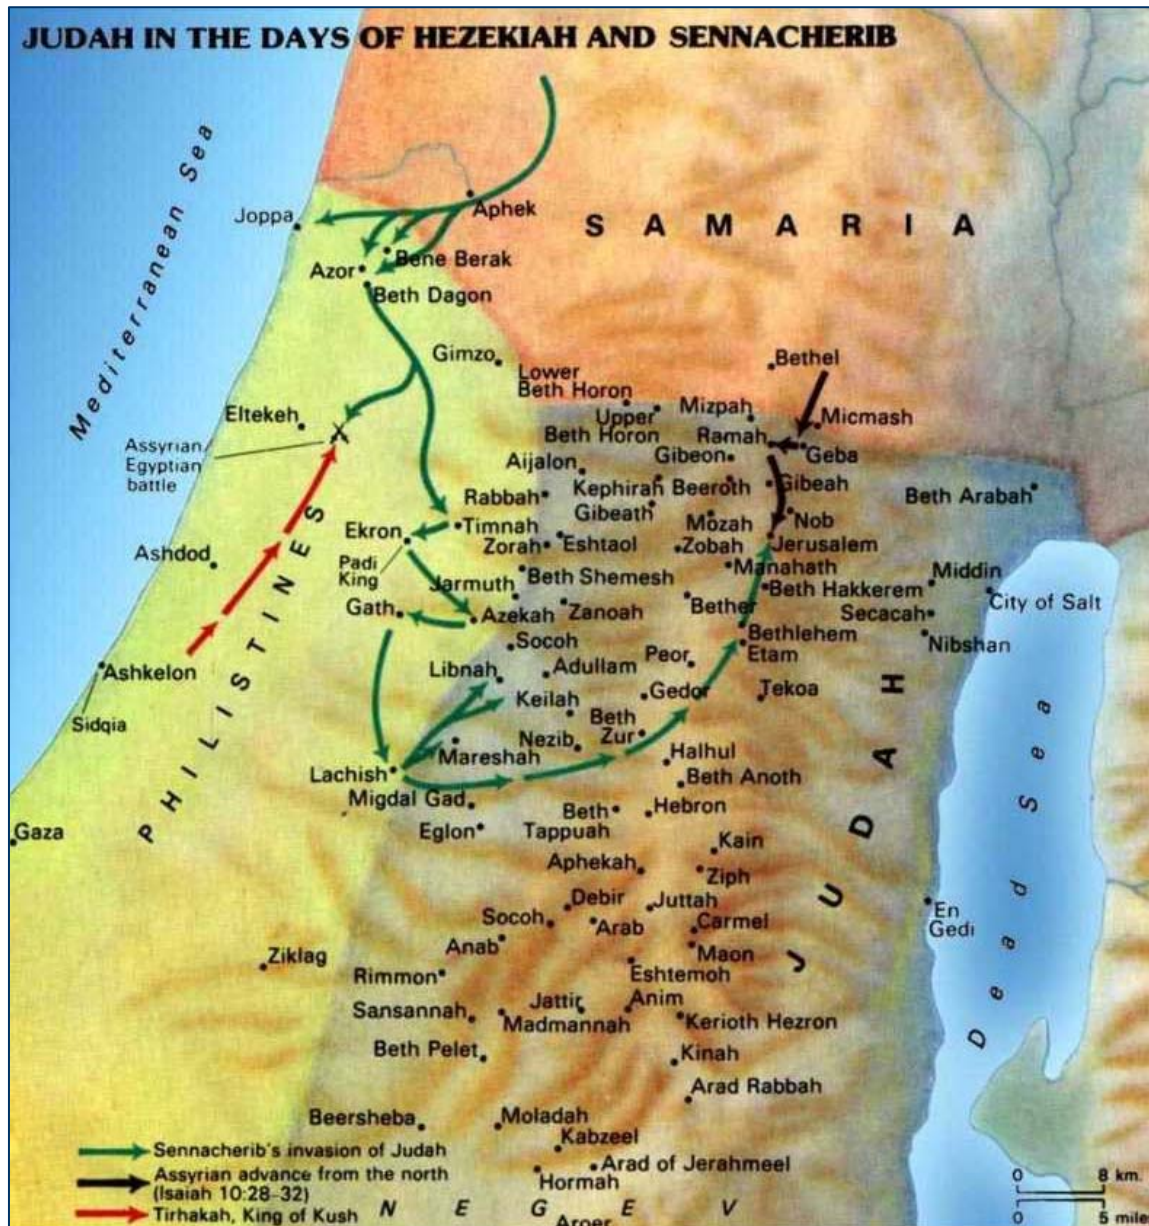 JUDAH IN THE DAYS OF HEZEKIAH AND SENNACHERIB
Mediterranean Sea
Joppa
Aphek
SAMARIA
Bene Berak
Azor
Beth Dagon
Gimzo
Bethel
Lower
Beth Horon
Upper
Beth Horon
Mizpah
Micmash
Eltekeh
Ramah
Geba
Assyrian
Egyptian
battle
Aijalon
Gibeon
Kephirah
Beeroth
Gibeah
Beth Arabah
Rabbah
Gibeath
Mozah
Nob
Ekron
Timnah
Zorah
Eshtaol
Zobah
Jerusalem
Ashdod
Padi
King
Jarmuth
Beth Shemesh
Manahath
Middin
Beth Hakkerem
City of Salt
Gath
Azekah
Zanoah
Bether
Secacah
Socoh
Bethlehem
Etam
Nibshan
Ashkelon
Libnah
Adullam
Peor
Keilah
Gedor
Tekoa
Sidqia
PHILISTINES
Beth
Zur
Nezib
Mareshah
Halhul
JUDAH
Dead Sea
Lachish
Migdal Gad
Beth Anoth
Beth
Tappuah
Hebron
Gaza
Eglon
Kain
Aphekah
Ziph
Debir
Juttah
En
Gedi
Socoh
Arab
Carmel
Anab
Maon
Ziklag
Rimmon
Eshtemoh
Sansannah
Jattir
Anim
Madmannah
Kerioth Hezron
Beth Pelet
Kinah
Arad Rabbah
Beersheba
Moladah
Kabzeel
Arad of Jerahmeel
Hormah
Sennacherib's invasion of Judah
Assyrian advance from the north
(Isaiah 10:28–32)
Tirhakah, King of Kush
NEGEV
Aroer
0 8 km.
0 5 mile